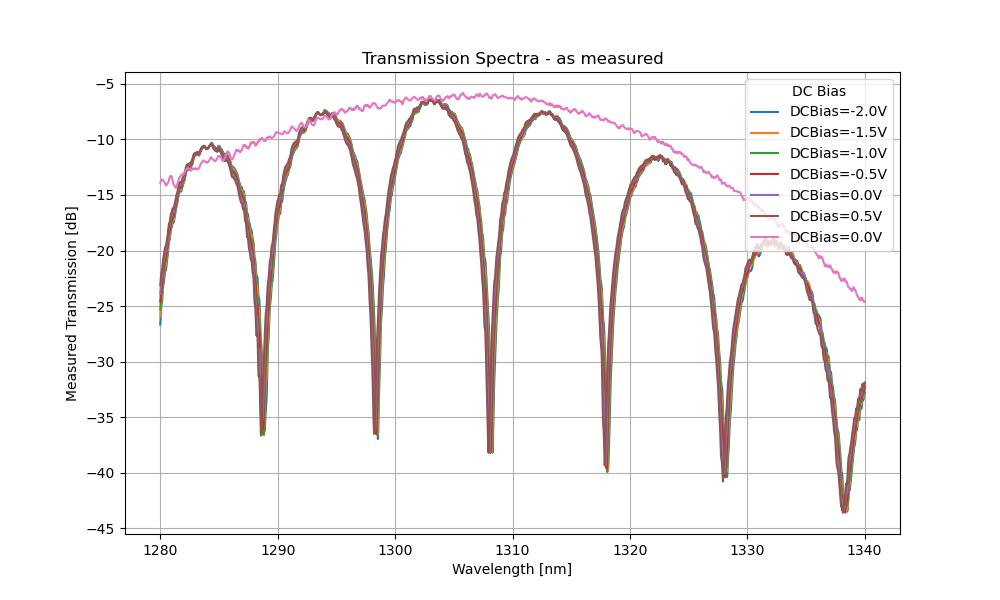 Transmission Spectra - as measured
Measured Transmission [dB]
−5
−10
−15
−20
−25
−30
−35
−40
−45
DC Bias
DCBias=-2.0V
DCBias=-1.5V
DCBias=-1.0V
DCBias=-0.5V
DCBias=0.0V
DCBias=0.5V
DCBias=0.0V
1280
1290
1300
1310
1320
1330
1340
Wavelength [nm]